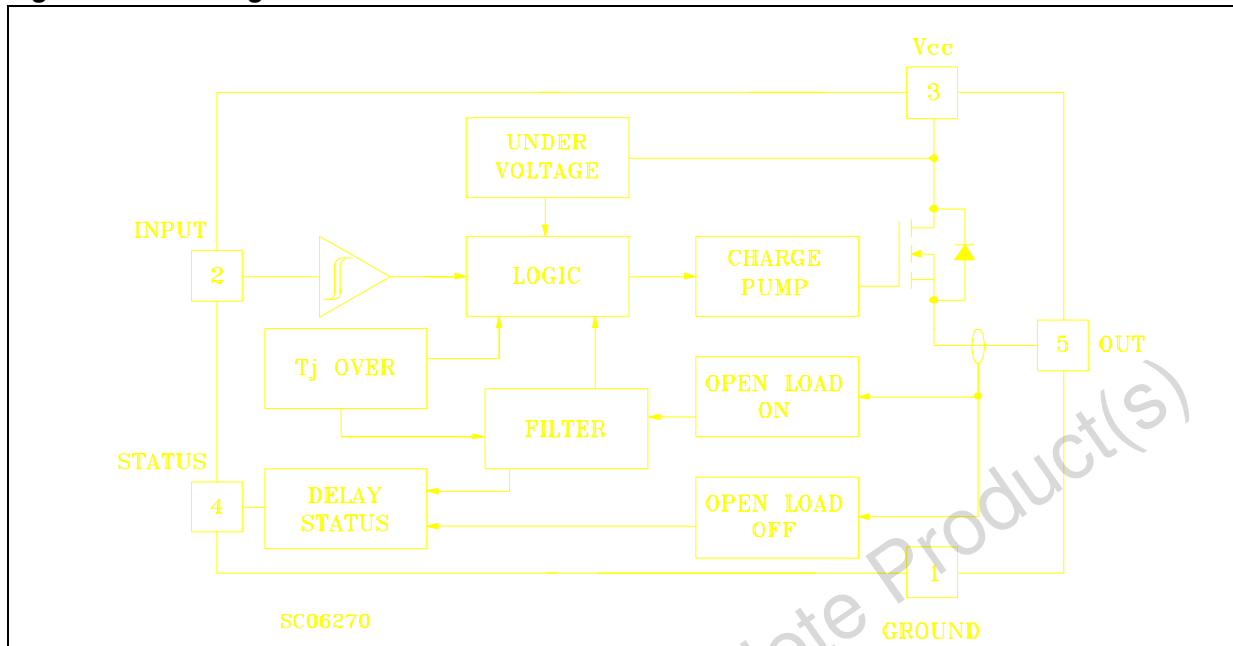 Vcc
3
UNDER
VOLTAGE
INPUT
2
LOGIC
CHARGE
PUMP
Tj OVER
5
OUT
OPEN LOAD
ON
FILTER
STATUS
4
DELAY
STATUS
OPEN LOAD
OFF
1
SC06270
GROUND
Product(s)